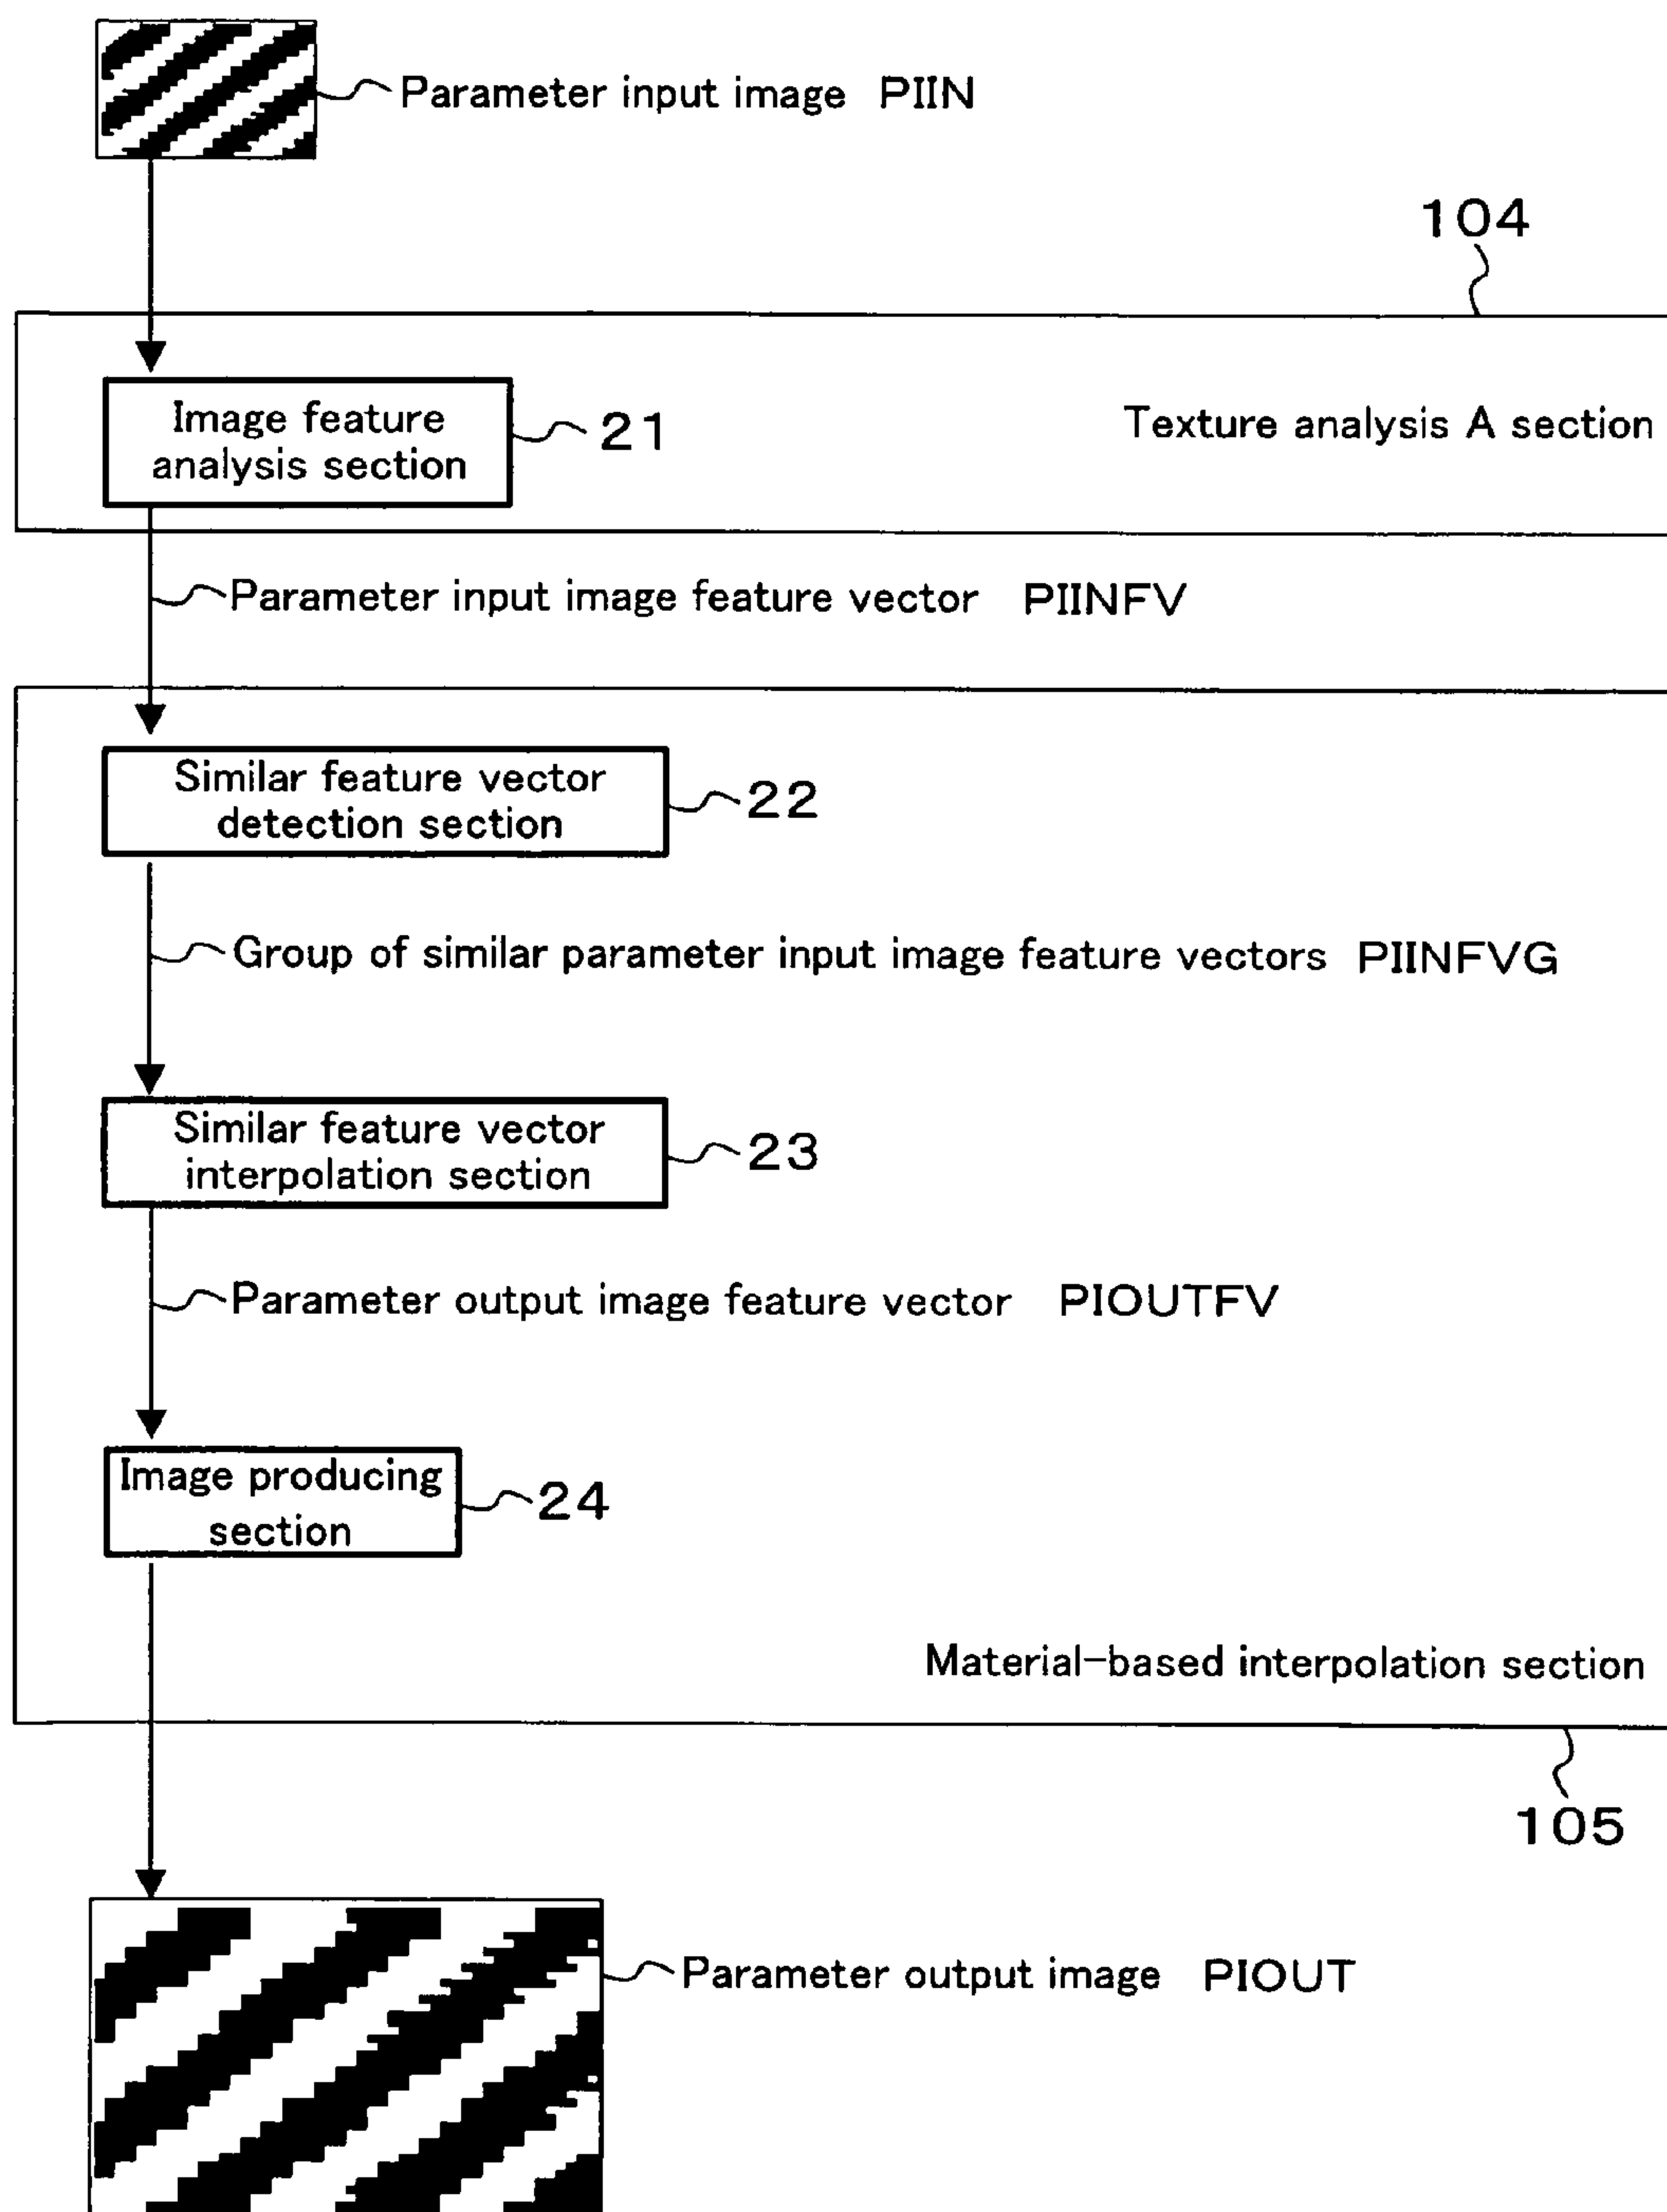 Parameter input image PIIN
104
Image feature
analysis section
21
Texture analysis A section
Parameter input image feature vector PIINFV
Similar feature vector
detection section
22
Group of similar parameter input image feature vectors PIINFVG
Similar feature vector
interpolation section
23
Parameter output image feature vector PIOUTFV
Image producing
section
24
Material-based interpolation section
105
Parameter output image PIOUT